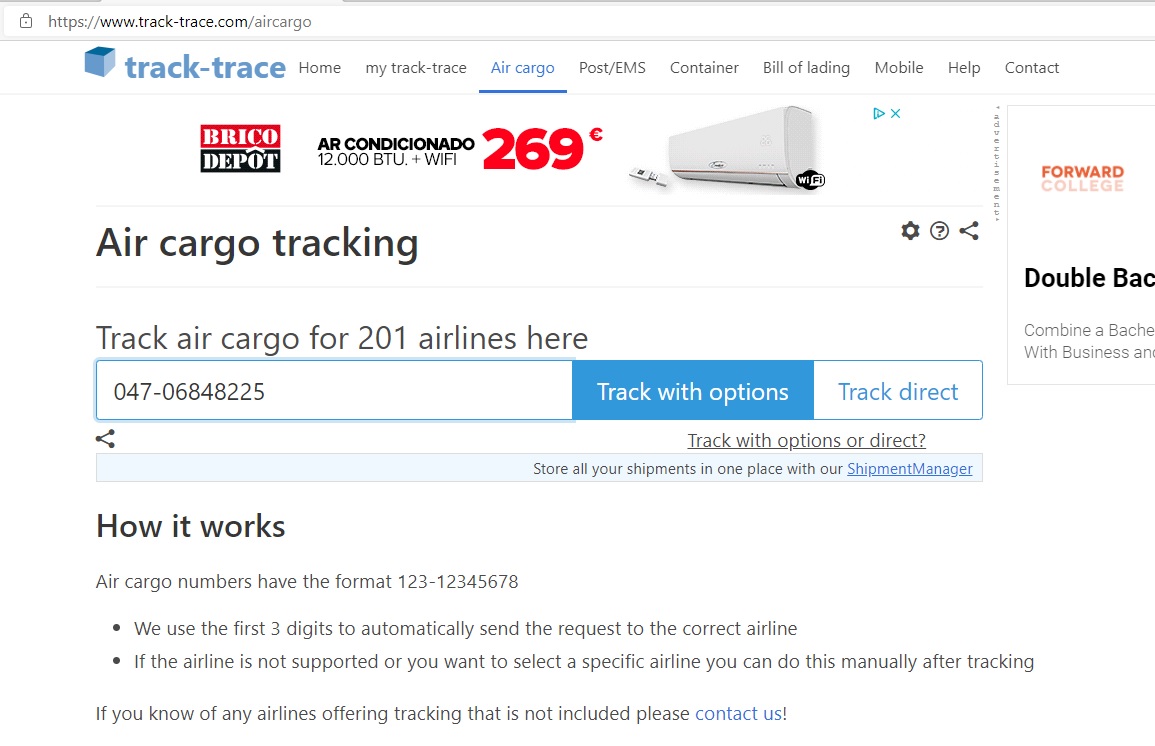 https://www.track-trace.com/aircargo
track-trace Home my track-trace Air cargo Post/EMS Container Bill of lading Mobile Help Contact
BRICO
DEPÔT
AR CONDICIONADO
12.000 BTU. + WIFI
269€
WiFi
advertisement
FORWARD
COLLEGE
Air cargo tracking
Double Bac
Combine a Bache
With Business and
Track air cargo for 201 airlines here
047-06848225 Track with options Track direct
Track with options or direct?
Store all your shipments in one place with our ShipmentManager
How it works
Air cargo numbers have the format 123-12345678
• We use the first 3 digits to automatically send the request to the correct airline
• If the airline is not supported or you want to select a specific airline you can do this manually after tracking
If you know of any airlines offering tracking that is not included please contact us!